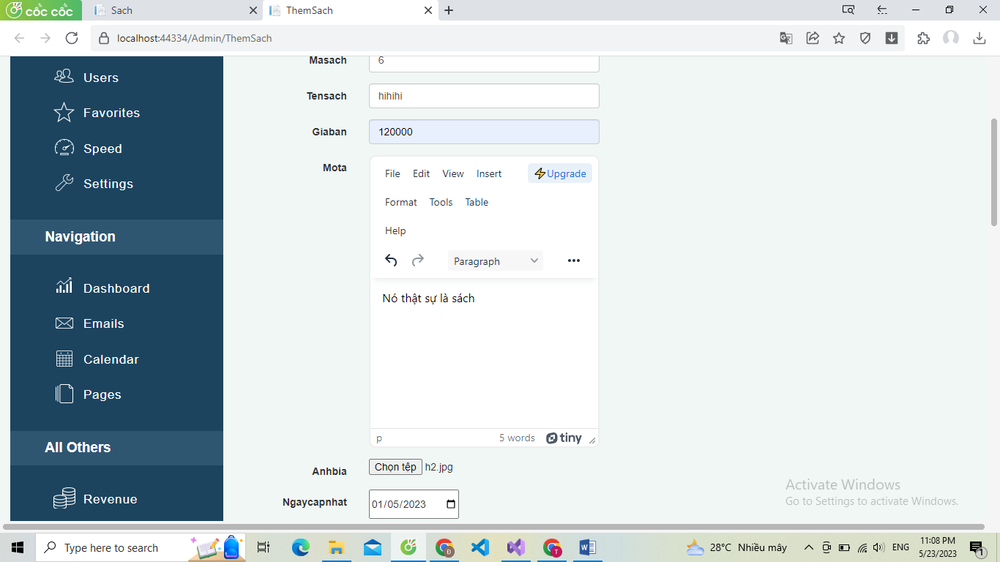 cốc cốc
Sach
ThemSach
localhost:44334/Admin/ThemSach
Users
Favorites
Speed
Settings
Navigation
Dashboard
Emails
Calendar
Pages
All Others
Revenue
Masach
6
Tensach
hihihi
Giaban
120000
Mota
File Edit View Insert
Upgrade
Format Tools Table
Help
Paragraph
Nó thật sự là sách
p
5 words
tiny
Anhbia
Chọn tệp h2.jpg
Ngaycapnhat
01/05/2023
Activate Windows
Go to Settings to activate Windows.
Type here to search
Đ
T
28°C Nhiều mây
ENG
11:08 PM
5/23/2023
1